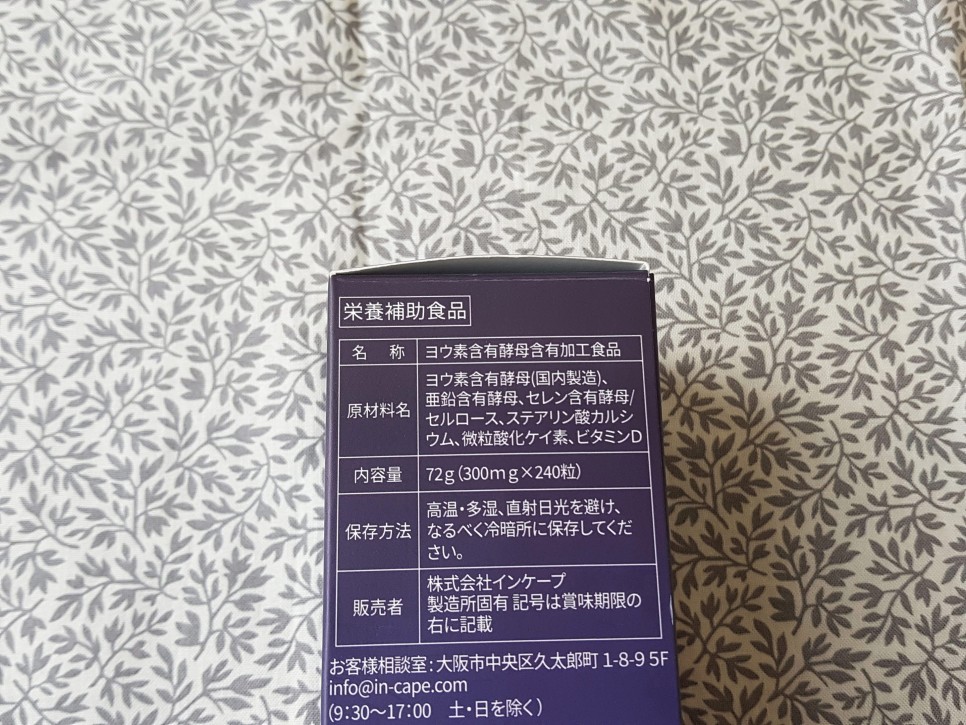 栄養補助食品
名 称 ヨウ素含有酵母含有加工食品
原材料名 ヨウ素含有酵母(国内製造)、
亜鉛含有酵母、セレン含有酵母/
セルロース、ステアリン酸カルシ
ウム、微粒酸化ケイ素、ビタミンD
内容量 72g(300mg×240粒)
保存方法 高温・多湿、直射日光を避け、
なるべく冷暗所に保存してくだ
さい。
販売者 株式会社インケープ
製造所固有 記号は賞味期限の
右に記載
お客様相談室:大阪市中央区久太郎町 1-8-9 5F
info@in-cape.com
(9:30〜17:00 土・日を除く)